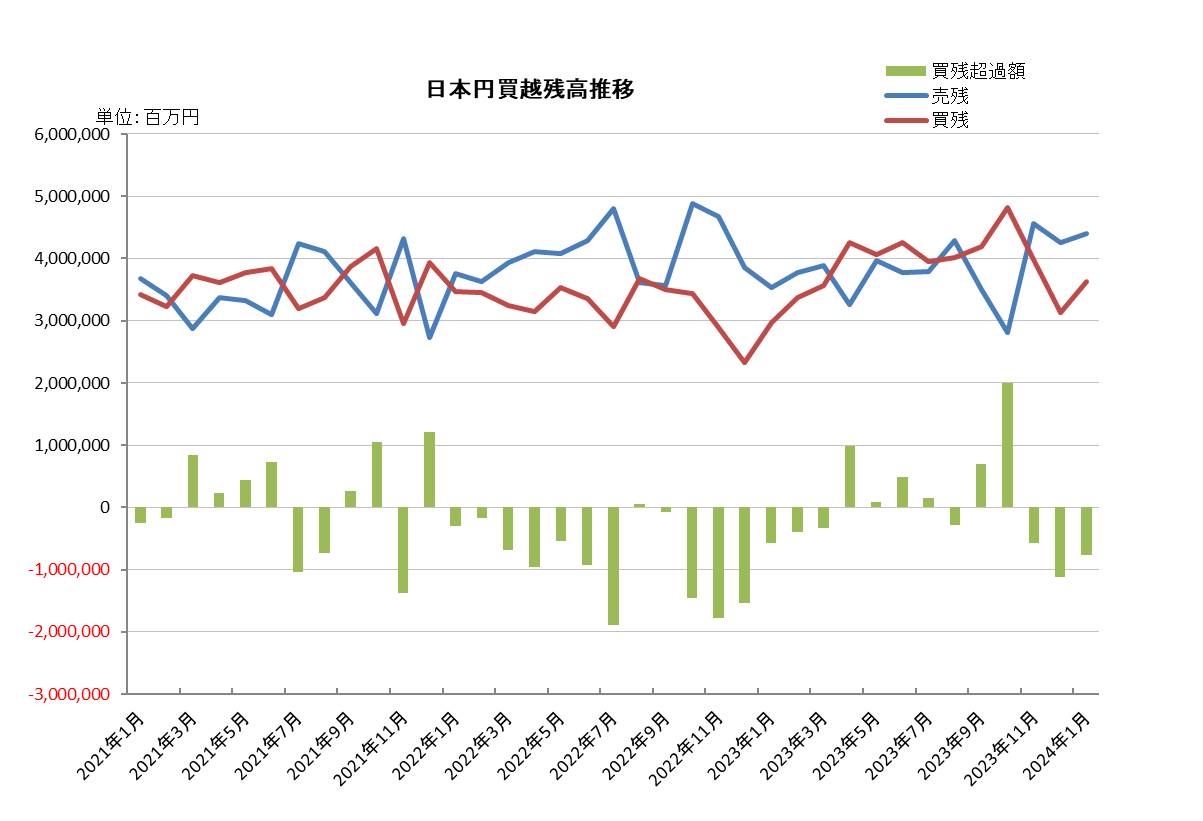 日本円買越残高推移
買残超過額
売残
買残
単位: 百万円
6,000,000
5,000,000
4,000,000
3,000,000
2,000,000
1,000,000
0
-1,000,000
-2,000,000
-3,000,000
2021年1月
2021年3月
2021年5月
2021年7月
2021年9月
2021年11月
2022年1月
2022年3月
2022年5月
2022年7月
2022年9月
2022年11月
2023年1月
2023年3月
2023年5月
2023年7月
2023年9月
2023年11月
2024年1月